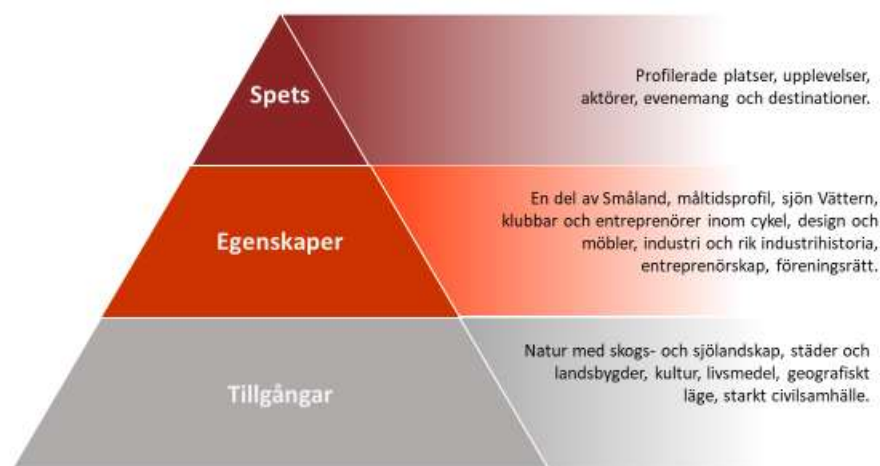 Spets
Profilerade platser, upplevelser,
aktörer, evenemang och destinationer.
Egenskaper
En del av Småland, måltidsprofil, sjön Vättern,
klubbar och entreprenörer inom cykel, design och
möbler, industri och rik industrihistoria,
entreprenörskap, föreningsrätt.
Tillgångar
Natur med skogs- och sjölandskap, städer och
landsbygder, kultur, livsmedel, geografiskt
läge, starkt civilsamhälle.